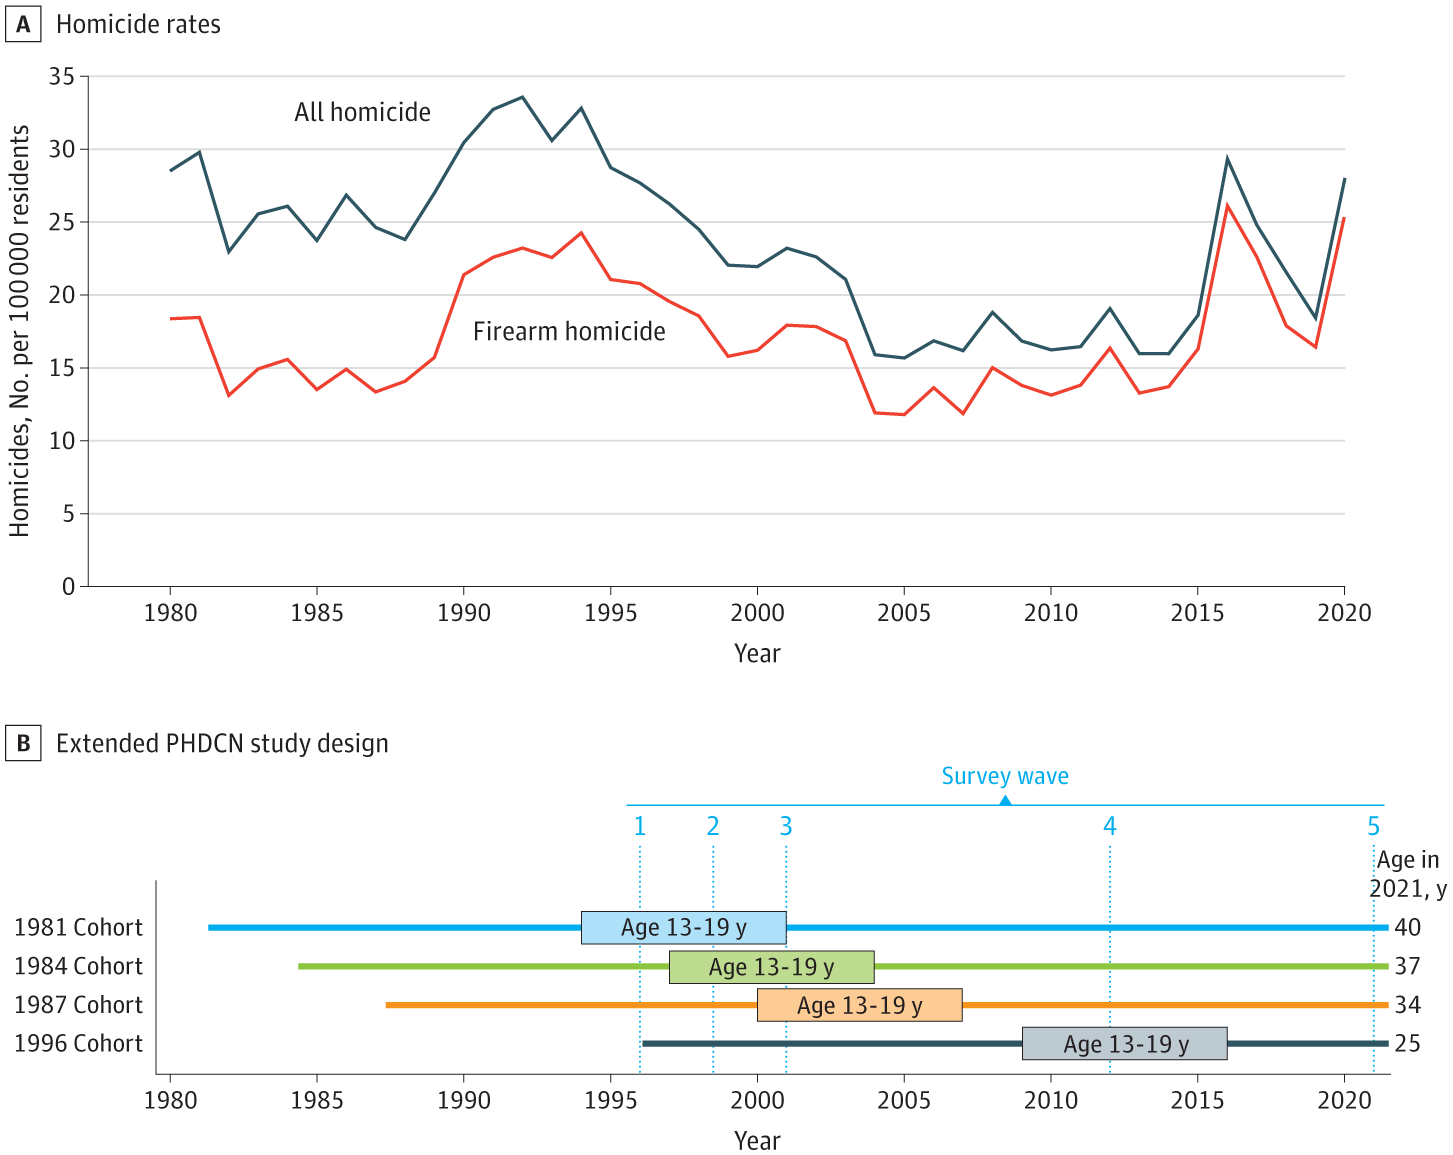 A Homicide rates
35
30
25
20
15
10
5
0
Homicides, No. per 100 000 residents
All homicide
Firearm homicide
1980 1985 1990 1995 2000 2005 2010 2015 2020
Year
B Extended PHDCN study design
Survey wave
1 2 3 4 5
Age in
2021, y
1981 Cohort Age 13-19 y 40
1984 Cohort Age 13-19 y 37
1987 Cohort Age 13-19 y 34
1996 Cohort Age 13-19 y 25
1980 1985 1990 1995 2000 2005 2010 2015 2020
Year